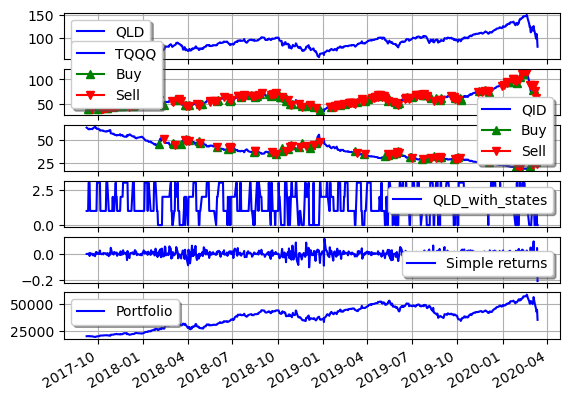 150
QLD
100
TQQQ
Buy
100
Sell
50
QID
Buy
50
Sell
25
2.5
QLD_with_states
0.0
0.0
Simple returns
−0.2
50000
Portfolio
25000
2017-10 2018-01 2018-04 2018-07 2018-10 2019-01 2019-04 2019-07 2019-10 2020-01 2020-04